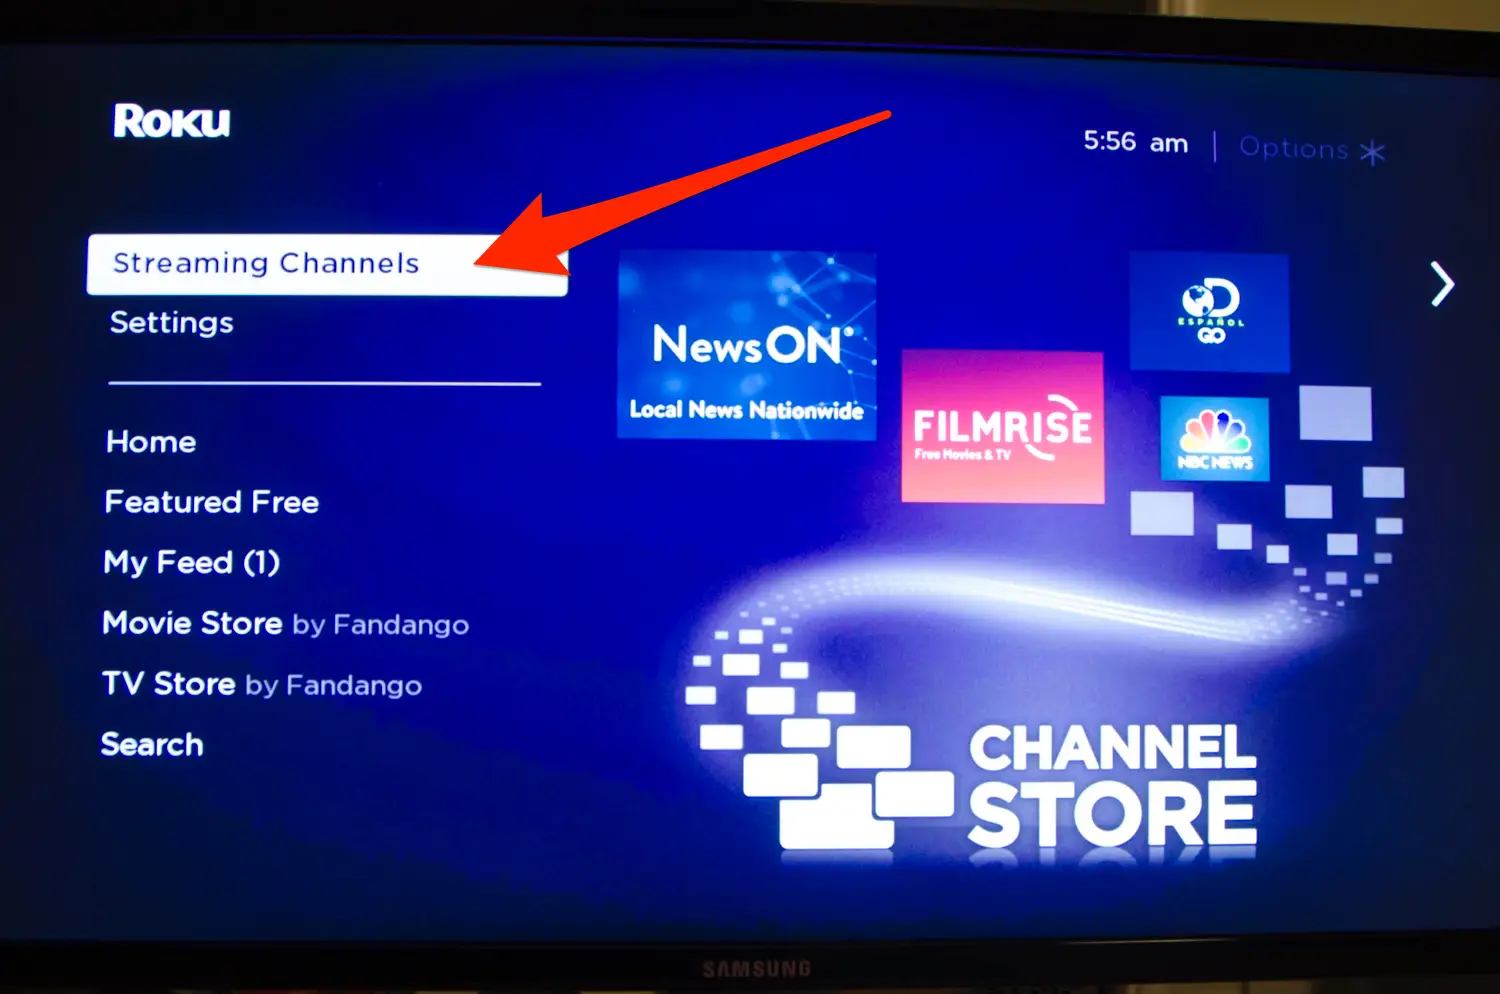 Roku
5:56 am | Options
Streaming Channels
Settings
Home
Featured Free
My Feed (1)
Movie Store by Fandango
TV Store by Fandango
Search
NewsON®
Local News Nationwide
FILMRISE
Free Movies & TV
D
ESPAÑOL
GO
NBC NEWS
CHANNEL
STORE
SAMSUNG